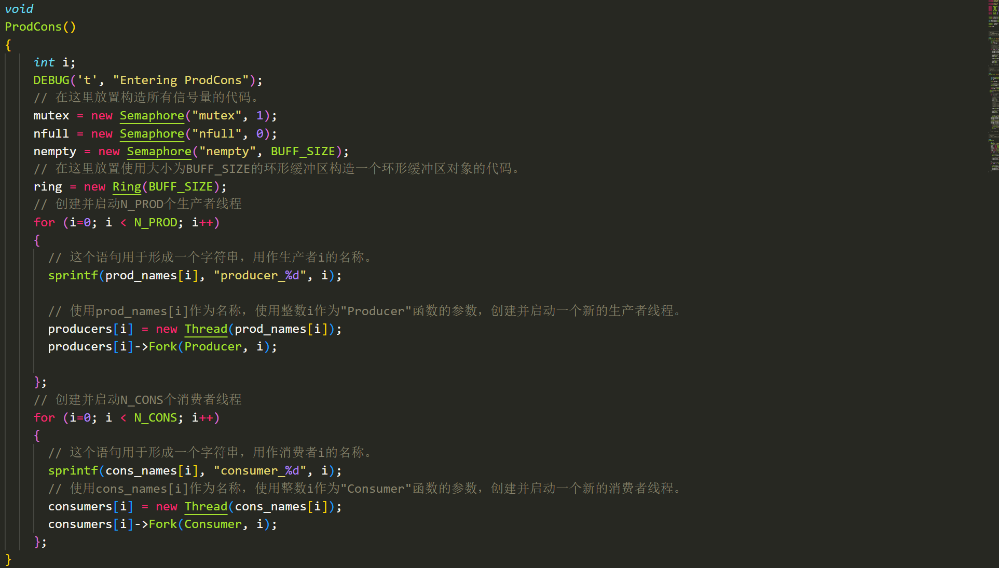 void
ProdCons()
{
int i;
DEBUG('t', "Entering ProdCons");
// 在这里放置构造所有信号量的代码。
mutex = new Semaphore("mutex", 1);
nfull = new Semaphore("nfull", 0);
nempty = new Semaphore("nempty", BUFF_SIZE);
// 在这里放置使用大小为BUFF_SIZE的环形缓冲区构造一个环形缓冲区对象的代码。
ring = new Ring(BUFF_SIZE);
// 创建并启动N_PROD个生产者线程
for (i=0; i < N_PROD; i++)
{
// 这个语句用于形成一个字符串，用作生产者i的名称。
sprintf(prod_names[i], "producer_%d", i);
// 使用prod_names[i]作为名称，使用整数i作为"Producer"函数的参数，创建并启动一个新的生产者线程。
producers[i] = new Thread(prod_names[i]);
producers[i]->Fork(Producer, i);
};
// 创建并启动N_CONS个消费者线程
for (i=0; i < N_CONS; i++)
{
// 这个语句用于形成一个字符串，用作消费者i的名称。
sprintf(cons_names[i], "consumer_%d", i);
// 使用cons_names[i]作为名称，使用整数i作为"Consumer"函数的参数，创建并启动一个新的消费者线程。
consumers[i] = new Thread(cons_names[i]);
consumers[i]->Fork(Consumer, i);
};
}